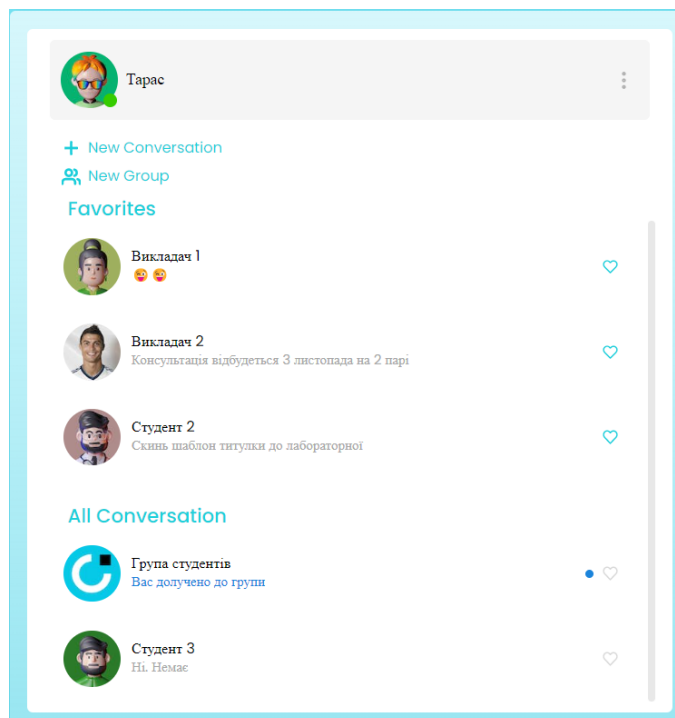 Тарас
New Conversation
New Group
Favorites
Викладач 1
😜 😜
Викладач 2
Консультація відбудеться 3 листопада на 2 парі
Студент 2
Скинь шаблон титулки до лабораторної
All Conversation
Група студентів
Вас долучено до групи
Студент 3
Ні. Немає